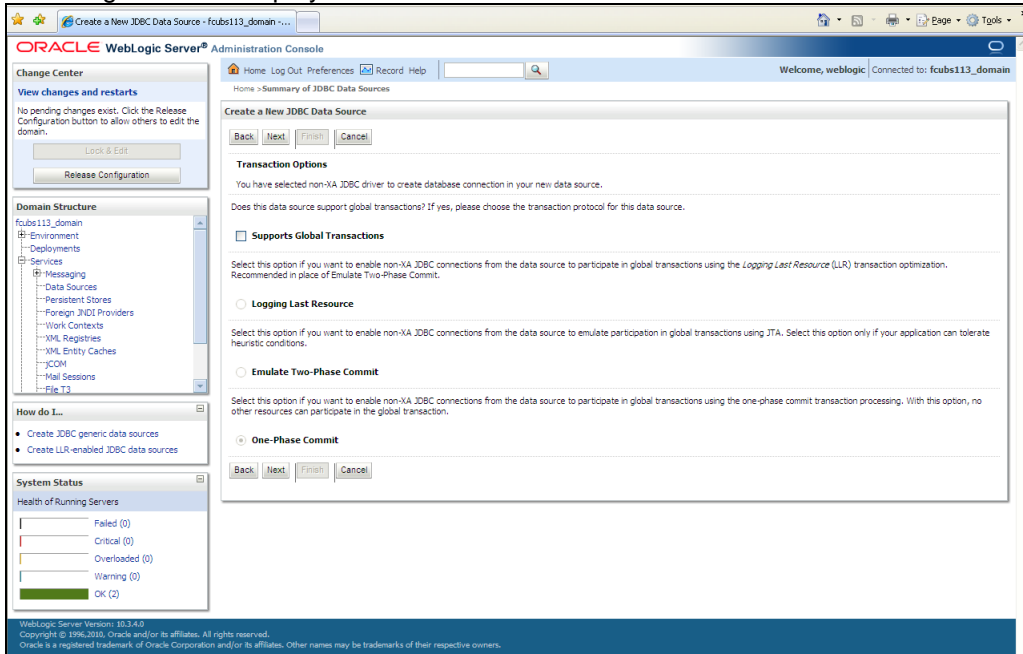 Create a New JDBC Data Source - fcubs113_domain -...
Page
Tools
ORACLE WebLogic Server® Administration Console
Change Center
View changes and restarts
No pending changes exist. Click the Release
Configuration button to allow others to edit the
domain.
Lock & Edit
Release Configuration
Domain Structure
fcubs113_domain
Environment
Deployments
Services
Messaging
Data Sources
Persistent Stores
Foreign JNDI Providers
Work Contexts
XML Registries
XML Entity Caches
jCOM
Mail Sessions
File T3
How do I...
Create JDBC generic data sources
Create LLR-enabled JDBC data sources
System Status
Health of Running Servers
Failed (0)
Critical (0)
Overloaded (0)
Warning (0)
OK (2)
Home Log Out Preferences Record Help
Welcome, weblogic Connected to: fcubs113_domain
Home >Summary of JDBC Data Sources
Create a New JDBC Data Source
Back Next Finish Cancel
Transaction Options
You have selected non-XA JDBC driver to create database connection in your new data source.
Does this data source support global transactions? If yes, please choose the transaction protocol for this data source.
Supports Global Transactions
Select this option if you want to enable non-XA JDBC connections from the data source to participate in global transactions using the Logging Last Resource (LLR) transaction optimization.
Recommended in place of Emulate Two-Phase Commit.
Logging Last Resource
Select this option if you want to enable non-XA JDBC connections from the data source to emulate participation in global transactions using JTA. Select this option only if your application can tolerate
heuristic conditions.
Emulate Two-Phase Commit
Select this option if you want to enable non-XA JDBC connections from the data source to participate in global transactions using the one-phase commit transaction processing. With this option, no
other resources can participate in the global transaction.
One-Phase Commit
Back Next Finish Cancel
WebLogic Server Version: 10.3.4.0
Copyright © 1996,2010, Oracle and/or its affiliates. All rights reserved.
Oracle is a registered trademark of Oracle Corporation and/or its affiliates. Other names may be trademarks of their respective owners.